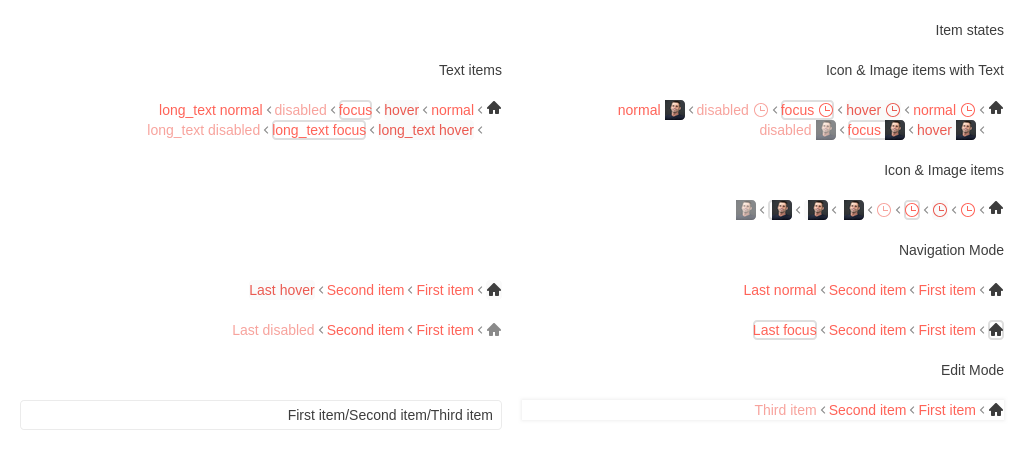 Item states
Text items
Icon & Image items with Text
long_text normal disabled focus hover normal
normal disabled focus hover normal
long_text disabled long_text focus long_text hover
disabled focus hover
Icon & Image items
Navigation Mode
Last hover Second item First item
Last normal Second item First item
Last disabled Second item First item
Last focus Second item First item
Edit Mode
First item/Second item/Third item
Third item Second item First item